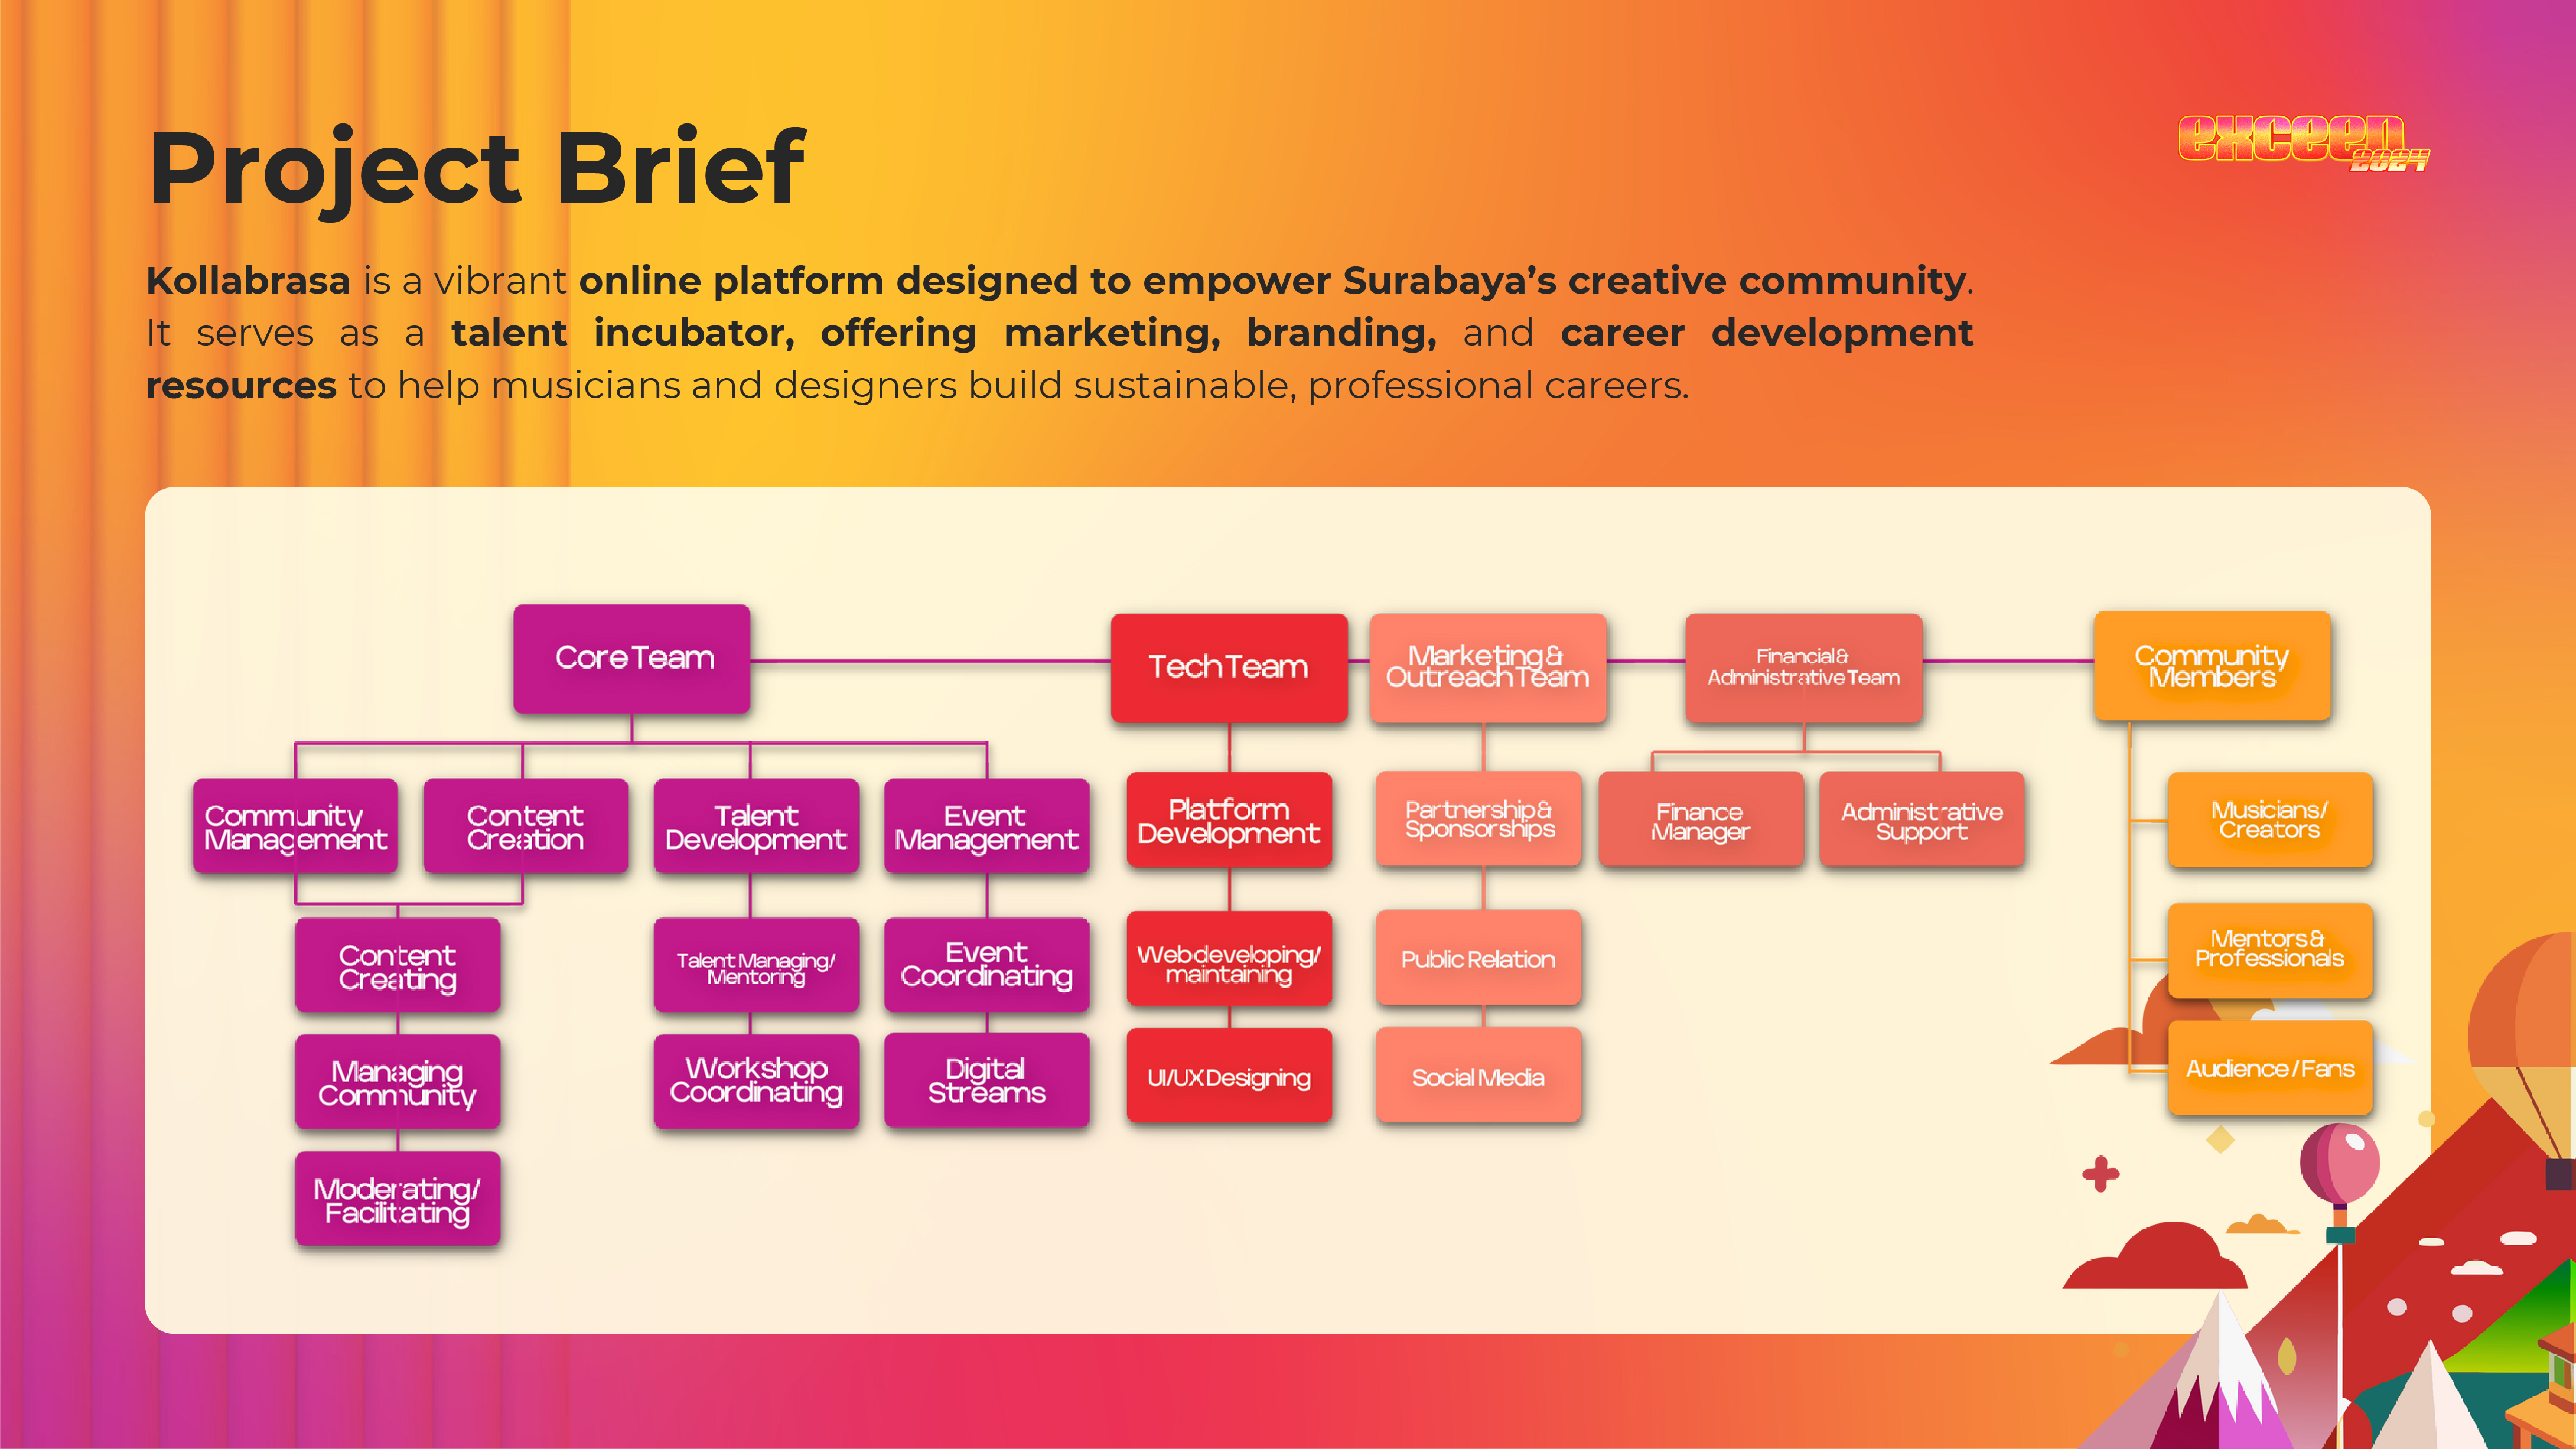 Project Brief
exceen
2024
Kollabrasa is a vibrant online platform designed to empower Surabaya’s creative community.
It serves as a talent incubator, offering marketing, branding, and career development
resources to help musicians and designers build sustainable, professional careers.
Core Team
Tech Team
Marketing &
Outreach Team
Financial &
Administrative Team
Community
Members
Community
Management
Content
Creation
Talent
Development
Event
Management
Platform
Development
Partnership &
Sponsorships
Finance
Manager
Administrative
Support
Musicians/
Creators
Content
Creating
Talent Managing/
Mentoring
Event
Coordinating
Web developing/
maintaining
Public Relation
Mentors &
Professionals
Managing
Community
Workshop
Coordinating
Digital
Streams
UI/UX Designing
Social Media
Audience / Fans
Moderating/
Facilitating